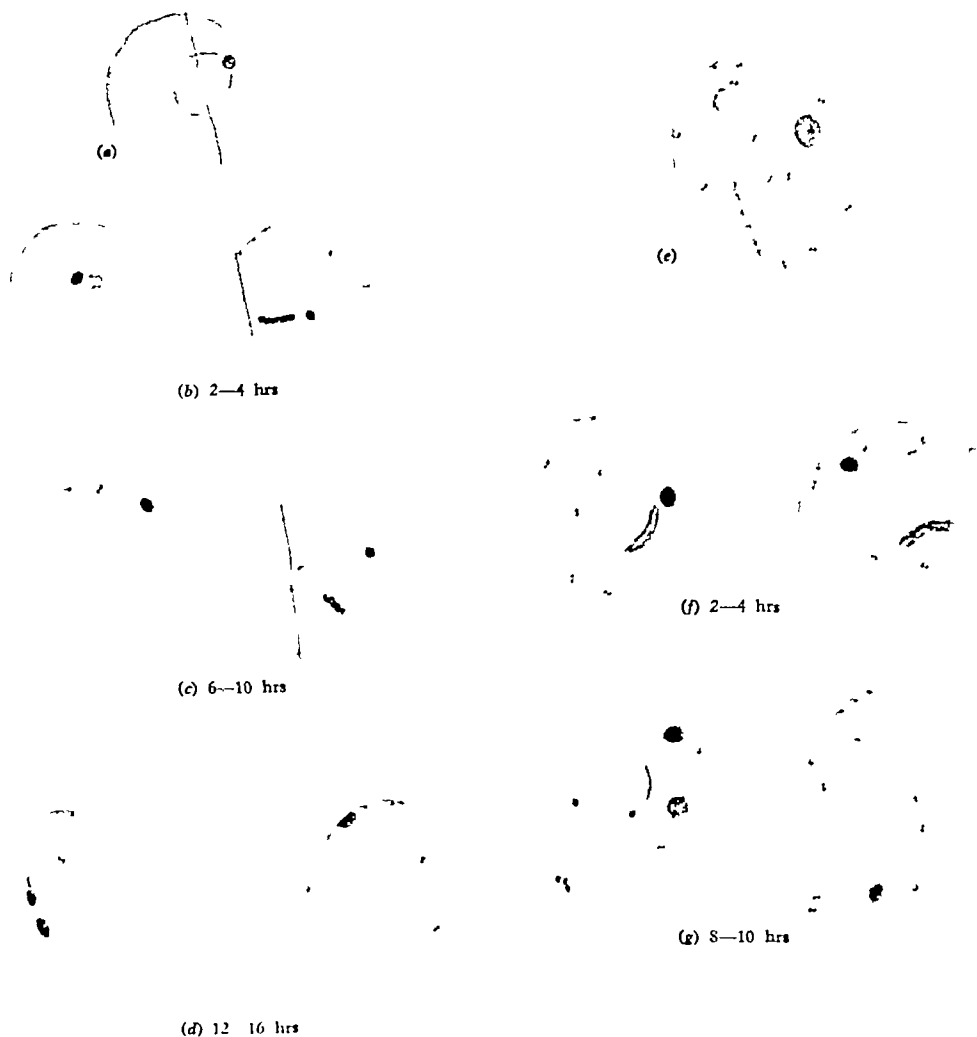 (a)
(b) 2—4 hrs
(c) 6—10 hrs
(d) 12—16 hrs
(e)
(f) 2—4 hrs
(g) 8—10 hrs